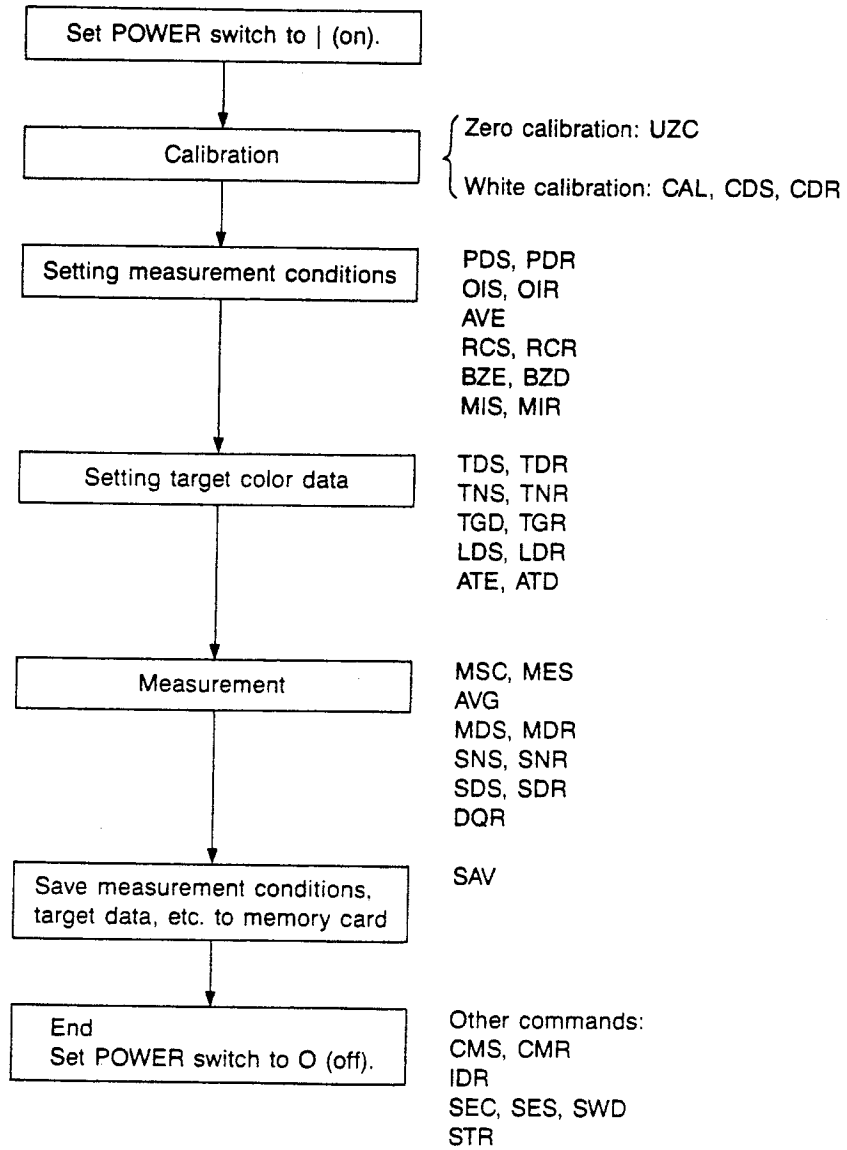 Set POWER switch to | (on).
Calibration
Zero calibration: UZC
White calibration: CAL, CDS, CDR
Setting measurement conditions
PDS, PDR
OIS, OIR
AVE
RCS, RCR
BZE, BZD
MIS, MIR
Setting target color data
TDS, TDR
TNS, TNR
TGD, TGR
LDS, LDR
ATE, ATD
Measurement
MSC, MES
AVG
MDS, MDR
SNS, SNR
SDS, SDR
DQR
Save measurement conditions,
target data, etc. to memory card
SAV
End
Set POWER switch to O (off).
Other commands:
CMS, CMR
IDR
SEC, SES, SWD
STR